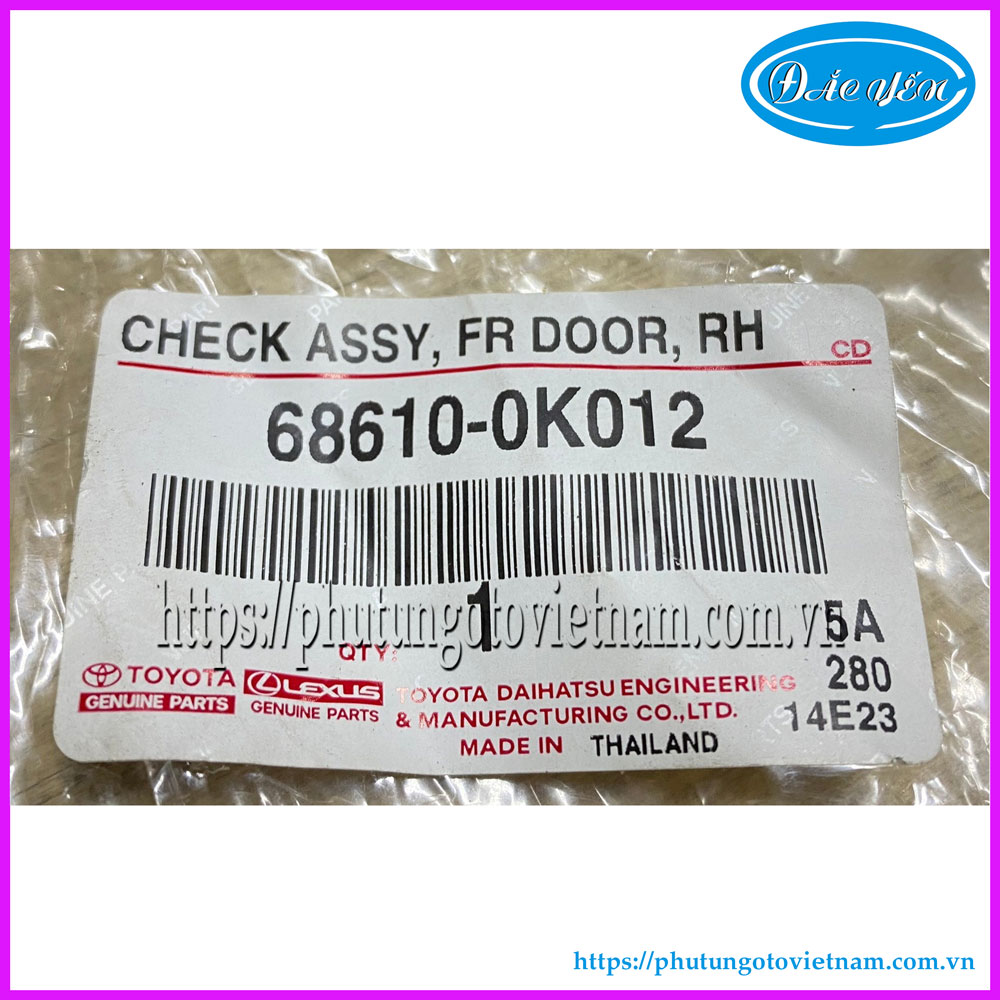 ĐẮC YẾN
CHECK ASSY, FR DOOR, RH
CD
68610-0K012
https://phutungotovietnam.com.vn
QTY: 1
5A
280
14E23
TOYOTA
GENUINE PARTS
LEXUS
GENUINE PARTS
TOYOTA DAIHATSU ENGINEERING
& MANUFACTURING CO.,LTD.
MADE IN THAILAND
https://phutungotovietnam.com.vn